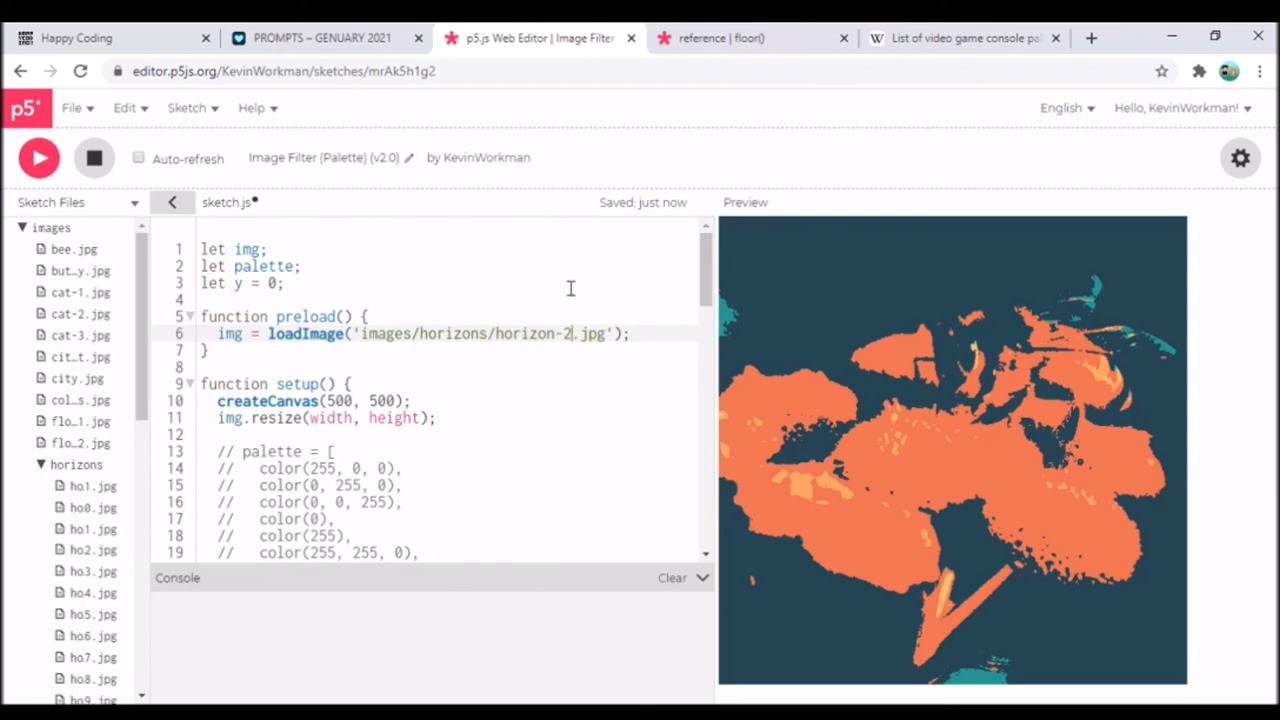 Happy Coding
PROMPTS – GENUARY 2021
p5.js Web Editor | Image Filter
reference | floor()
List of video game console pal
editor.p5js.org/KevinWorkman/sketches/mrAk5h1g2
p5* File Edit Sketch Help English Hello, KevinWorkman!
Auto-refresh Image Filter (Palette) (v2.0) by KevinWorkman
Sketch Files
sketch.js Saved: just now
Preview
images
bee.jpg
but_y.jpg
cat-1.jpg
cat-2.jpg
cat-3.jpg
cit_t.jpg
city.jpg
col_s.jpg
flo_1.jpg
flo_2.jpg
horizons
ho1.jpg
ho0.jpg
ho1.jpg
ho2.jpg
ho3.jpg
ho4.jpg
ho5.jpg
ho6.jpg
ho7.jpg
ho8.jpg
ho9.jpg
1 let img;
2 let palette;
3 let y = 0;
4
5 function preload() {
6 img = loadImage('images/horizons/horizon-2.jpg');
7 }
8
9 function setup() {
10 createCanvas(500, 500);
11 img.resize(width, height);
12
13 // palette = [
14 // color(255, 0, 0),
15 // color(0, 255, 0),
16 // color(0, 0, 255),
17 // color(0),
18 // color(255),
19 // color(255, 255, 0),
Console Clear